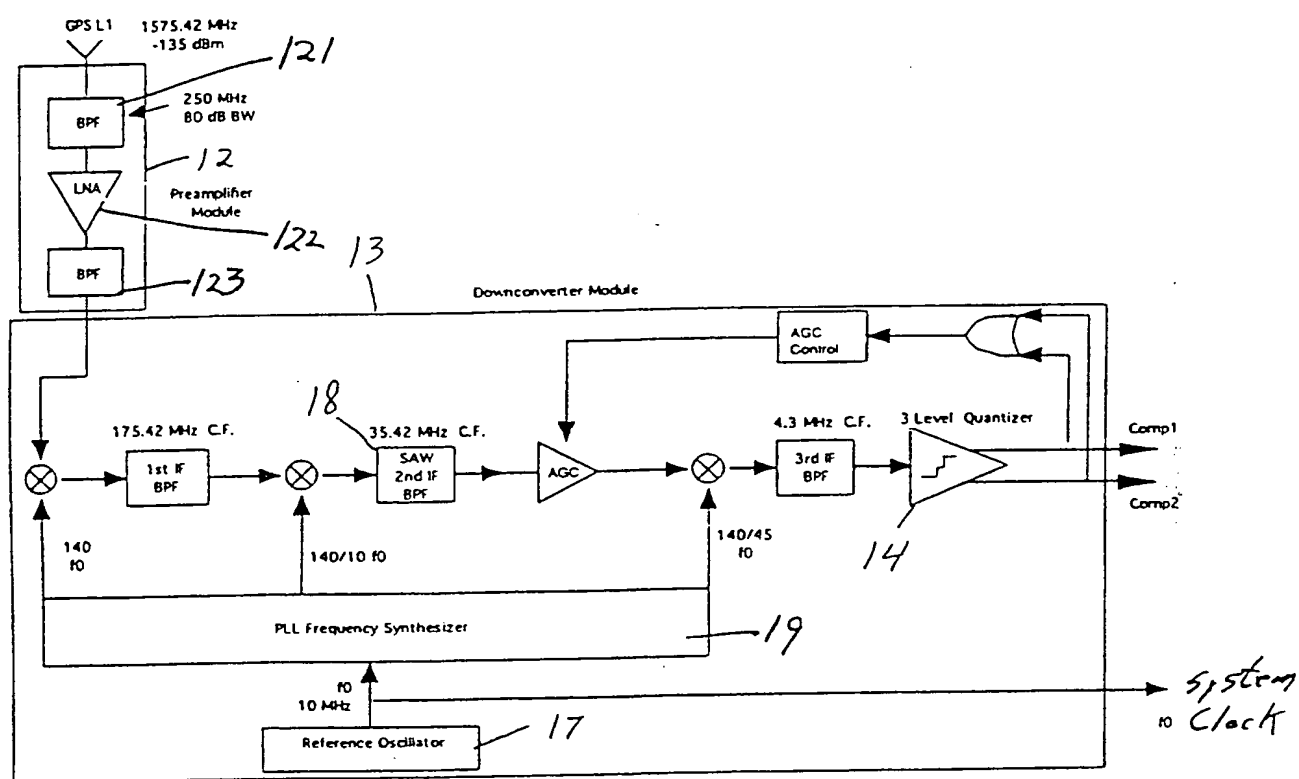 GPS L1 1575.42 MHz
-135 dBm
121
BPF
250 MHz
80 dB BW
12
LNA
Preamplifier
Module
122
BPF
123
13
Downconverter Module
AGC
Control
18
175.42 MHz C.F.
35.42 MHz C.F.
4.3 MHz C.F.
3 Level Quantizer
1st IF
BPF
SAW
2nd IF
BPF
AGC
3rd IF
BPF
Comp1
Comp2
14
140
f0
140/10 f0
140/45
f0
PLL Frequency Synthesizer
19
f0
10 MHz
system
f0 Clock
Reference Oscillator
17